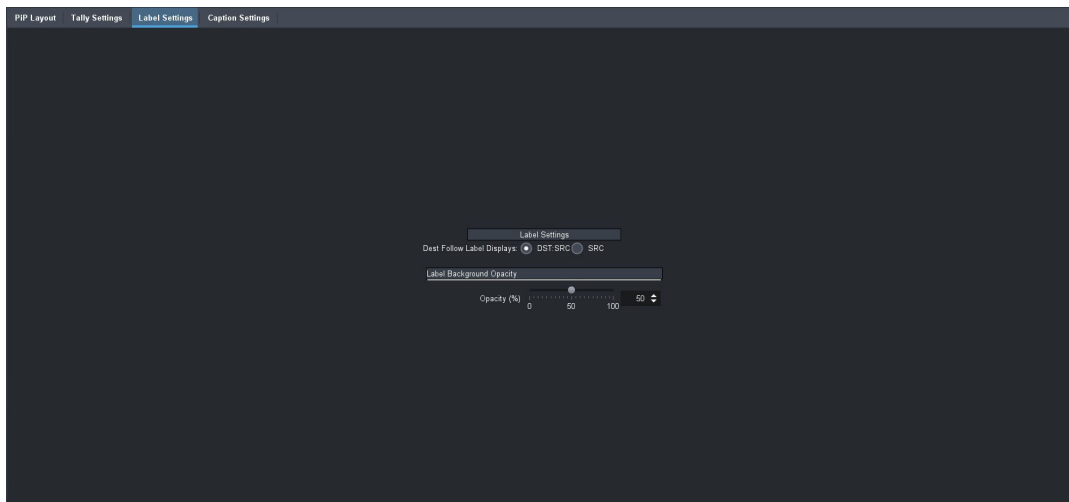 PiP Layout Tally Settings Label Settings Caption Settings
Label Settings
Dest Follow Label Displays: DST:SRC SRC
Label Background Opacity
Opacity (%) 50
0 50 100